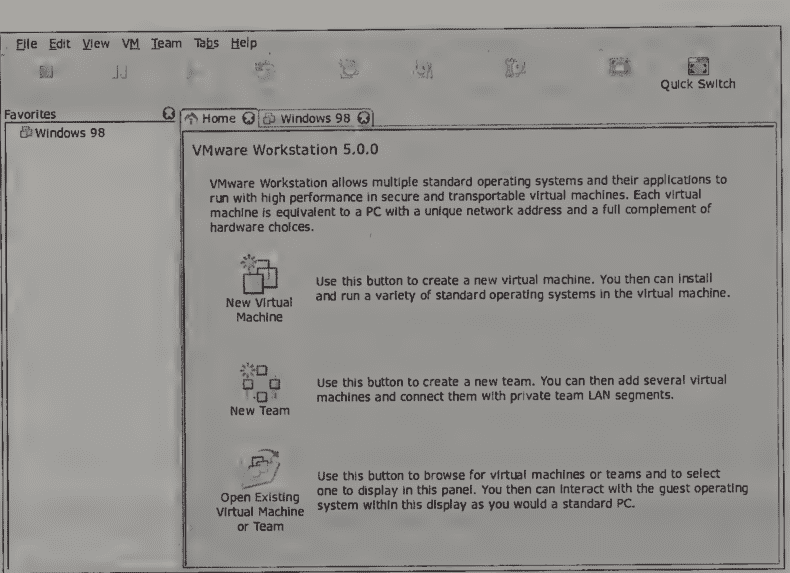 File Edit View VM Team Tabs Help
Quick Switch
Favorites
Home Windows 98
Windows 98
VMware Workstation 5.0.0
VMware Workstation allows multiple standard operating systems and their applications to
run with high performance in secure and transportable virtual machines. Each virtual
machine is equivalent to a PC with a unique network address and a full complement of
hardware choices.
New Virtual
Machine
Use this button to create a new virtual machine. You then can install
and run a variety of standard operating systems in the virtual machine.
New Team
Use this button to create a new team. You can then add several virtual
machines and connect them with private team LAN segments.
Open Existing
Virtual Machine
or Team
Use this button to browse for virtual machines or teams and to select
one to display in this panel. You then can interact with the guest operating
system within this display as you would a standard PC.